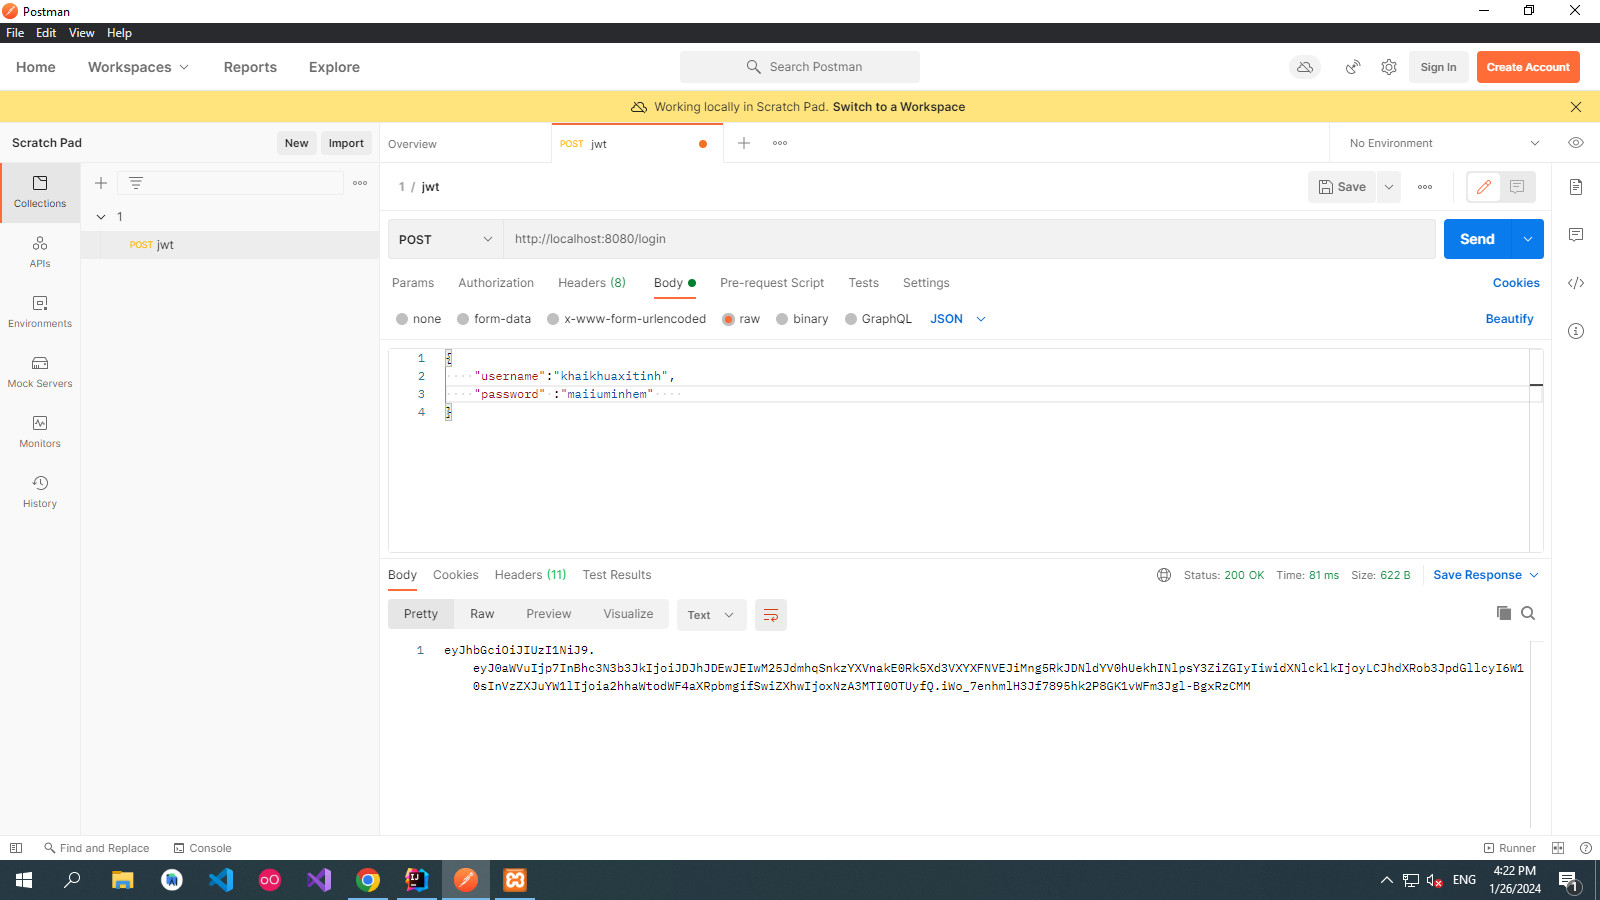 Postman
File Edit View Help
Home Workspaces Reports Explore Search Postman Sign In Create Account
Working locally in Scratch Pad. Switch to a Workspace
Scratch Pad New Import Overview POST jwt No Environment
1 / jwt Save
Collections
1
POST jwt
APIs
Environments
Mock Servers
Monitors
History
POST http://localhost:8080/login Send
Params Authorization Headers (8) Body Pre-request Script Tests Settings Cookies
none form-data x-www-form-urlencoded raw binary GraphQL JSON Beautify
1 {
2 "username":"khaikhuaxitinh",
3 "password" :"maiiuminhem"
4 }
Body Cookies Headers (11) Test Results Status: 200 OK Time: 81 ms Size: 622 B Save Response
Pretty Raw Preview Visualize Text
1 eyJhbGciOiJIUzI1NiJ9.
eyJ0aWVuIjp7InBhc3N3b3JkIjoiJDJhJDEwJEIwM25JdmhqSnkzYXVnakE0Rk5Xd3VXYXFNVEJiMng5RkJDNldYV0hUekhINlpsY3ZiZGIyIiwidXNlcklkIjoyLCJhdXRob3JpdGllcyI6W1
0sInVzZXJuYW1lIjoia2hhaWtodWF4aXRpbmgifSwiZXhwIjoxNzA3MTI0OTUyfQ.iWo_7enhmlH3Jf7895hk2P8GK1vWFm3Jgl-BgxRzCMM
Find and Replace Console Runner
ENG 4:22 PM
1/26/2024
1